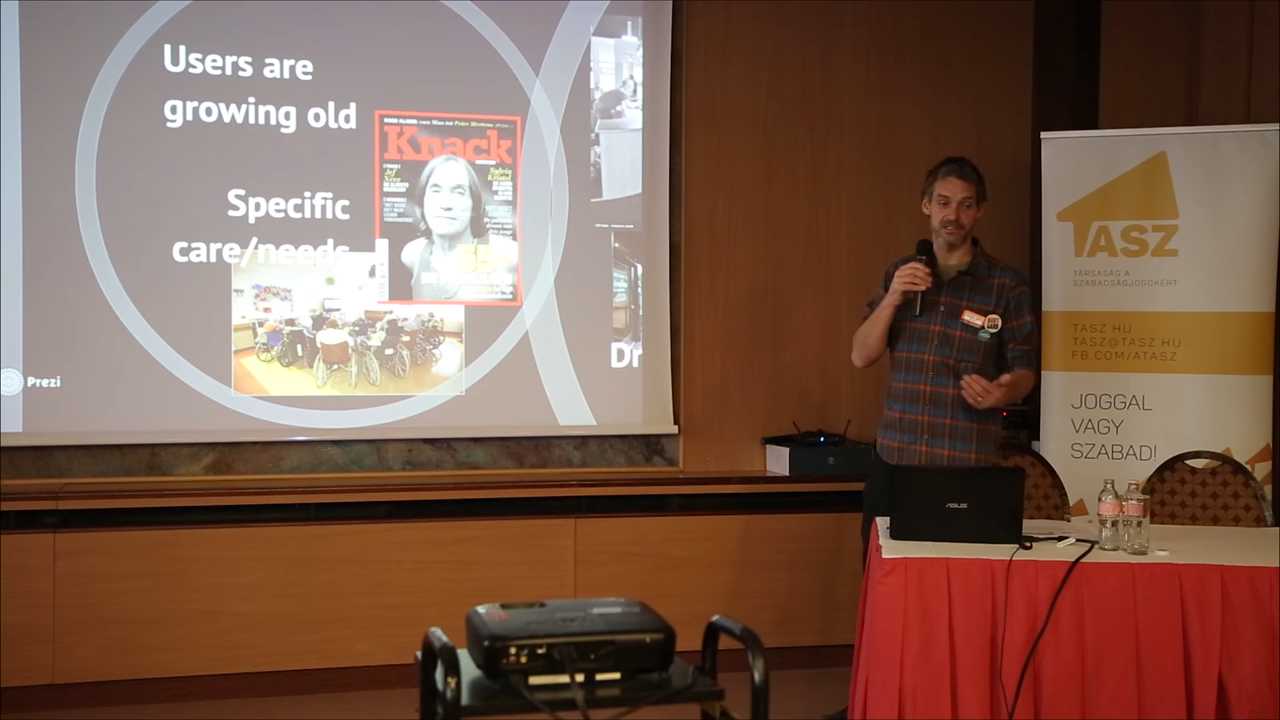 Users are
growing old
Specific
care/needs
Knack
Prezi
Dr
TASZ
TÁRSASÁG A
SZABADSÁGJOGOKÉRT
TASZ.HU
TASZ@TASZ.HU
FB.COM/ATASZ
JOGGAL
VAGY
SZABAD!
ASUS